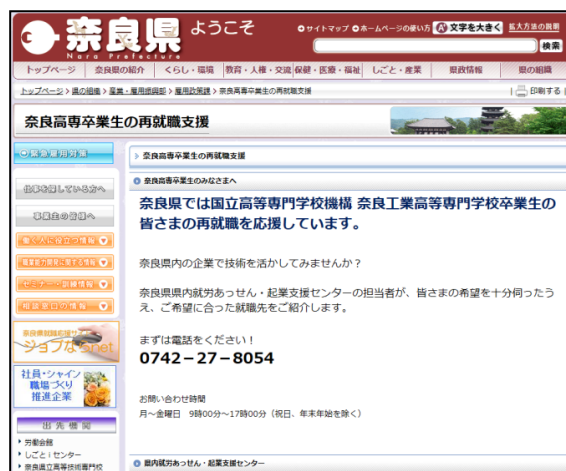 奈良県
Nara Prefecture
ようこそ
サイトマップ ホームページの使い方 文字を大きく 拡大方法の説明
検索
トップページ 奈良県の紹介 くらし・環境 教育・人権・交流 保健・医療・福祉 しごと・産業 県政情報 県の組織
トップページ > 県の組織 > 産業・雇用振興部 > 雇用政策課 > 奈良高専卒業生の再就職支援
印刷する
奈良高専卒業生の再就職支援
緊急雇用対策
仕事を探している方へ
事業主の皆様へ
働く人に役立つ情報
職業能力開発に関する情報
セミナー・訓練情報
相談窓口の情報
奈良県就職応援サイト
ジョブならnet
社員・シャイン
職場づくり
推進企業
出先機関
労働会館
しごとiセンター
奈良県立高等技術専門校
奈良高専卒業生の再就職支援
奈良高専卒業生のみなさまへ
奈良県では国立高等専門学校機構 奈良工業高等専門学校卒業生の
皆さまの再就職を応援しています。
奈良県内の企業で技術を活かしてみませんか？
奈良県県内就労あっせん・起業支援センターの担当者が、皆さまの希望を十分伺ったう
え、ご希望に合った就職先をご紹介します。
まずは電話をください！
0742－27－8054
お問い合わせ時間
月～金曜日　9時00分～17時00分（祝日、年末年始を除く）
県内就労あっせん・起業支援センター